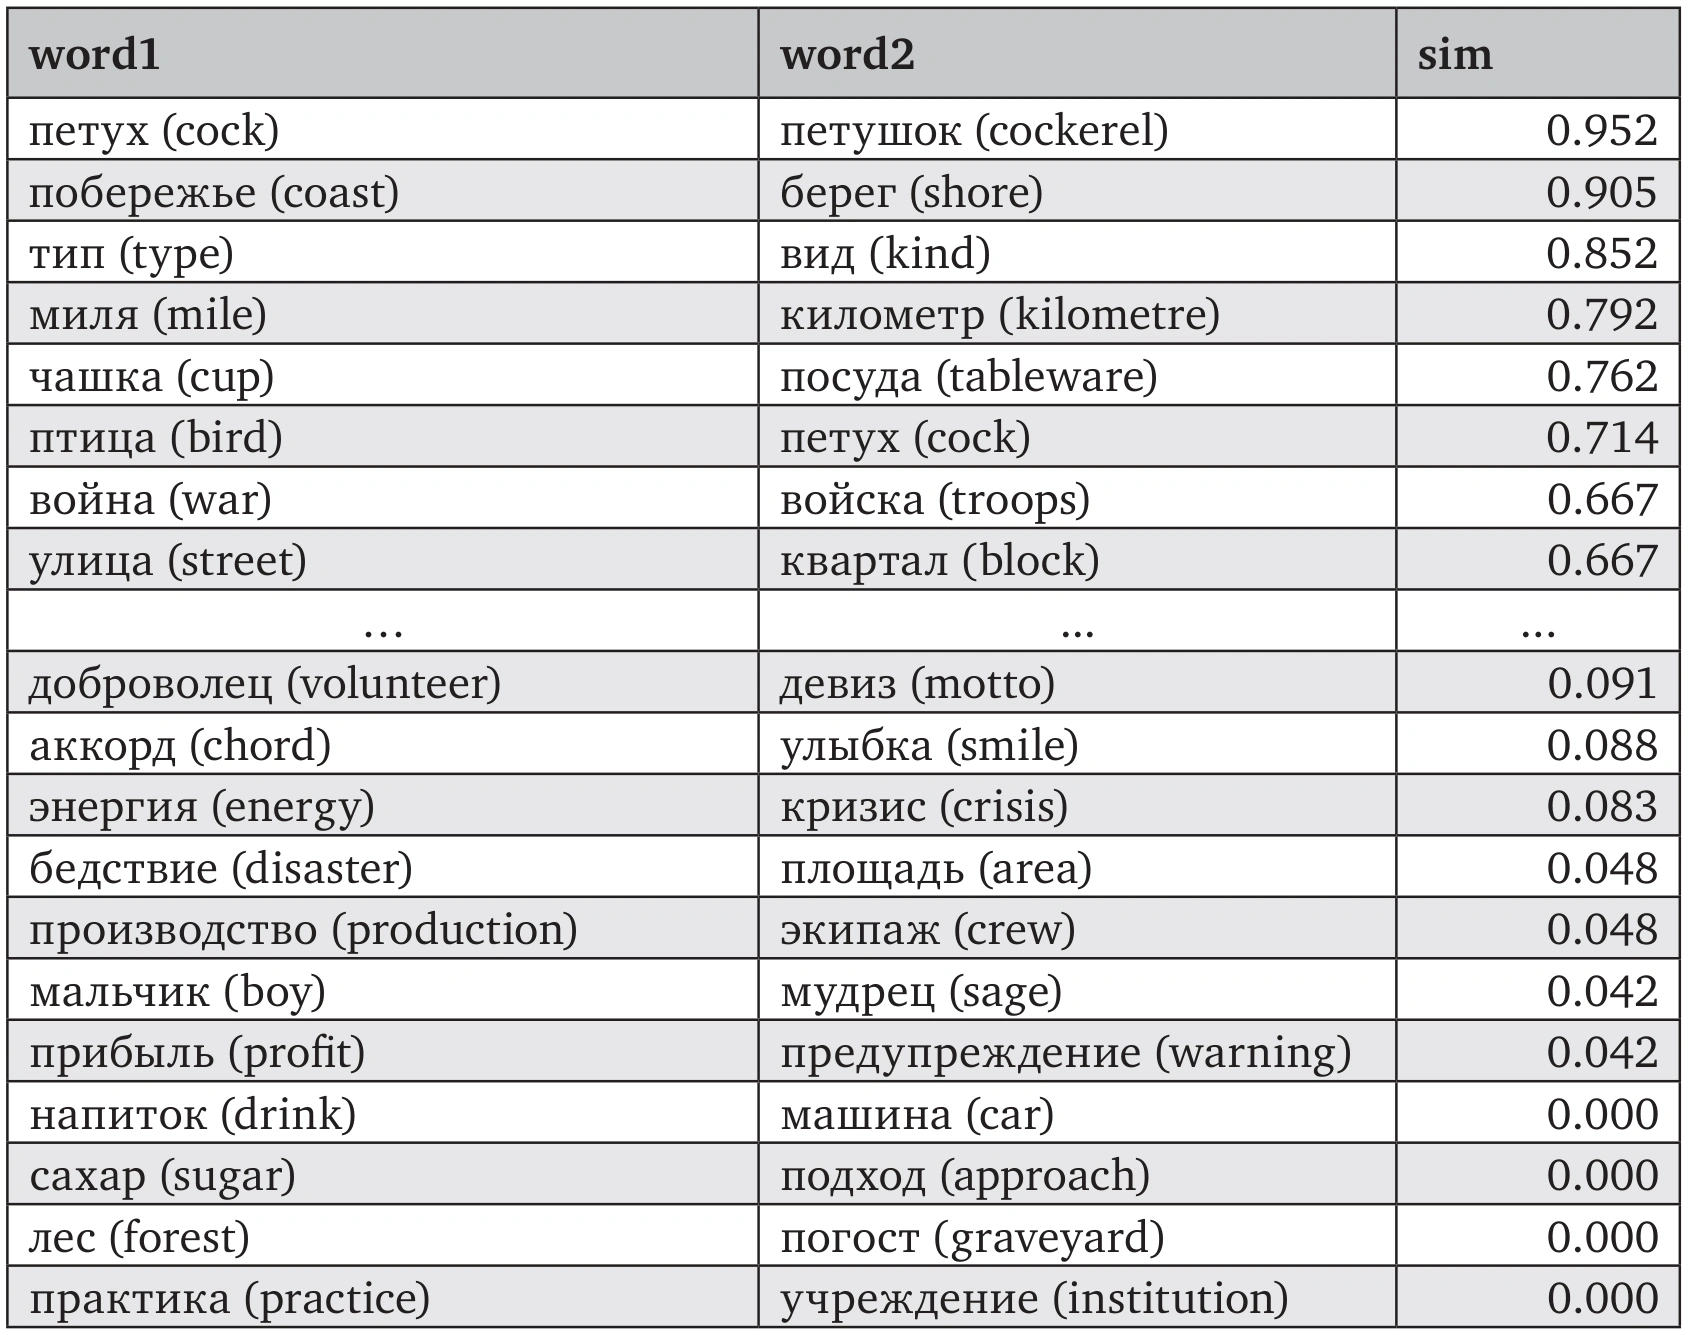 word1 word2 sim
петух (cock) петушок (cockerel) 0.952
побережье (coast) берег (shore) 0.905
тип (type) вид (kind) 0.852
миля (mile) километр (kilometre) 0.792
чашка (cup) посуда (tableware) 0.762
птица (bird) петух (cock) 0.714
война (war) войска (troops) 0.667
улица (street) квартал (block) 0.667
... ... ...
доброволец (volunteer) девиз (motto) 0.091
аккорд (chord) улыбка (smile) 0.088
энергия (energy) кризис (crisis) 0.083
бедствие (disaster) площадь (area) 0.048
производство (production) экипаж (crew) 0.048
мальчик (boy) мудрец (sage) 0.042
прибыль (profit) предупреждение (warning) 0.042
напиток (drink) машина (car) 0.000
сахар (sugar) подход (approach) 0.000
лес (forest) погост (graveyard) 0.000
практика (practice) учреждение (institution) 0.000